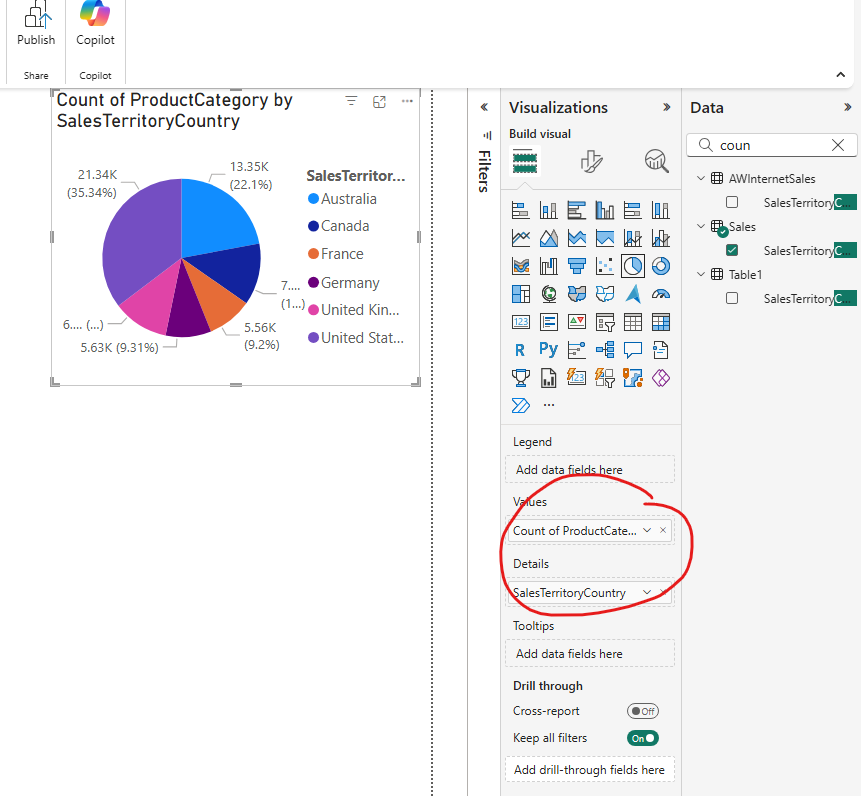 Publish
Copilot
Share
Copilot
Count of ProductCategory by
SalesTerritoryCountry
21.34K
(35.34%)
13.35K
(22.1%)
7....
(1...)
5.56K
(9.2%)
5.63K (9.31%)
6.... (...)
SalesTerritor...
Australia
Canada
France
Germany
United Kin...
United Stat...
Filters
Visualizations
Build visual
123
R
Py
123
Legend
Add data fields here
Values
Count of ProductCate...
Details
SalesTerritoryCountry
Tooltips
Add data fields here
Drill through
Cross-report
Off
Keep all filters
On
Add drill-through fields here
Data
coun
AWInternetSales
SalesTerritoryC...
Sales
SalesTerritoryC...
Table1
SalesTerritoryC...